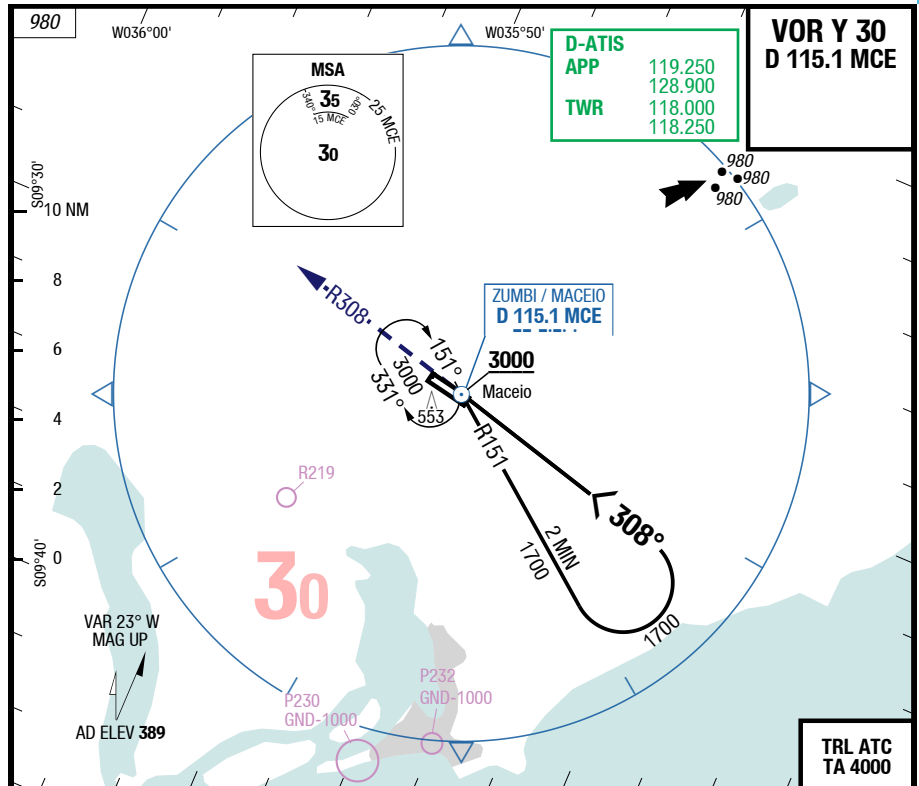 980
W036°00'
W035°50'
VOR Y 30
D 115.1 MCE
D-ATIS
APP 119.250
128.900
TWR 118.000
118.250
MSA
35
340°
030°
15 MCE
25 MCE
30
S09°30'
10 NM
8
6
4
2
0
S09°40'
980
980
980
ZUMBI / MACEIO
D 115.1 MCE
R308
151°
3000
331°
553
3000
Maceio
R151
308°
2 MIN
1700
1700
R219
30
VAR 23° W
MAG UP
AD ELEV 389
P230
GND-1000
P232
GND-1000
TRL ATC
TA 4000